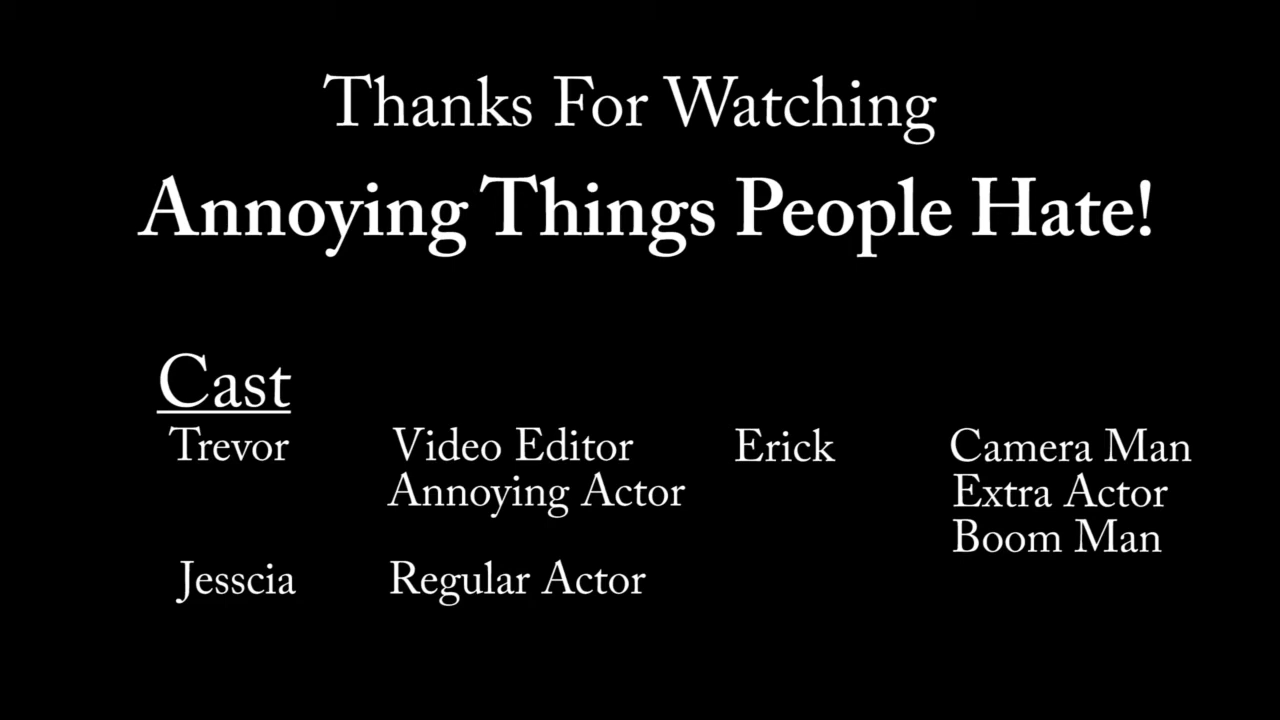 Thanks For Watching
Annoying Things People Hate!
Cast
Trevor Video Editor Erick Camera Man
Annoying Actor Extra Actor
Boom Man
Jesscia Regular Actor